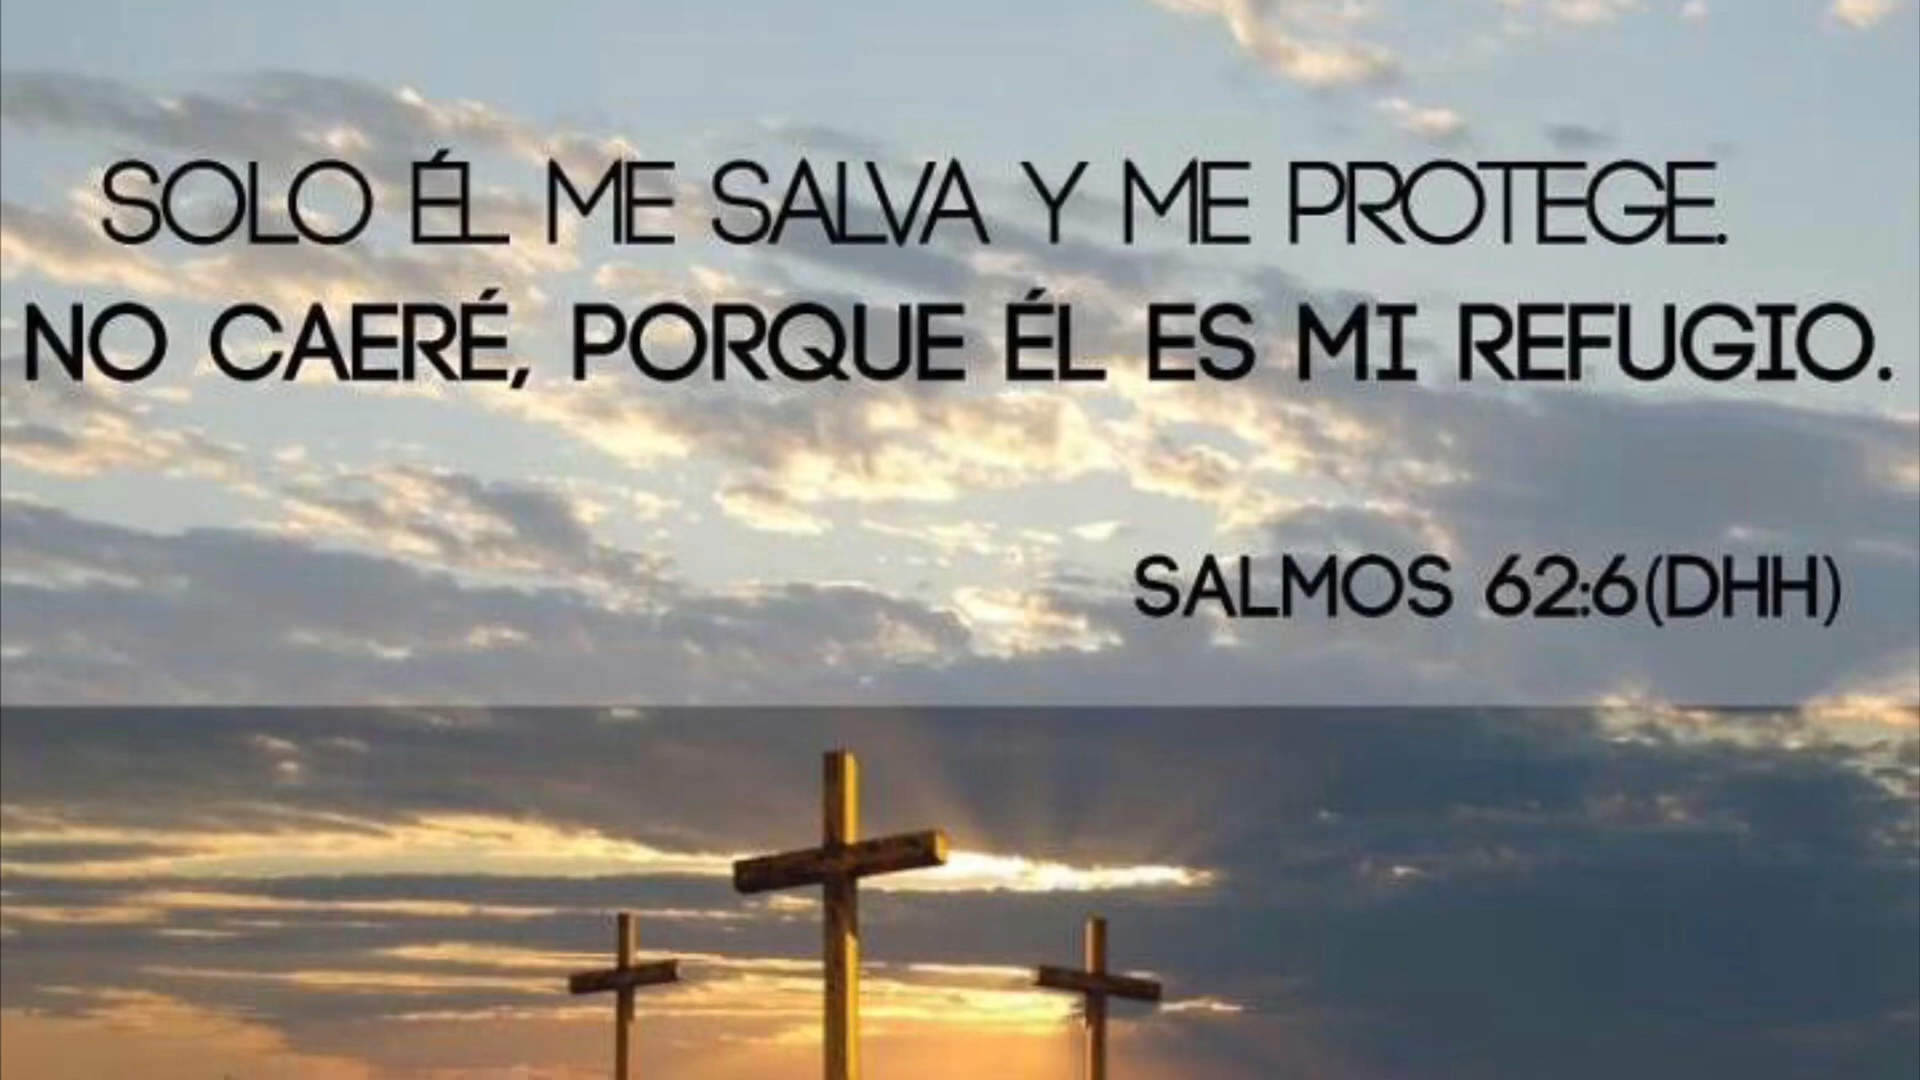 SOLO ÉL ME SALVA Y ME PROTEGE.
NO CAERÉ, PORQUE ÉL ES MI REFUGIO.
SALMOS 62:6(DHH)